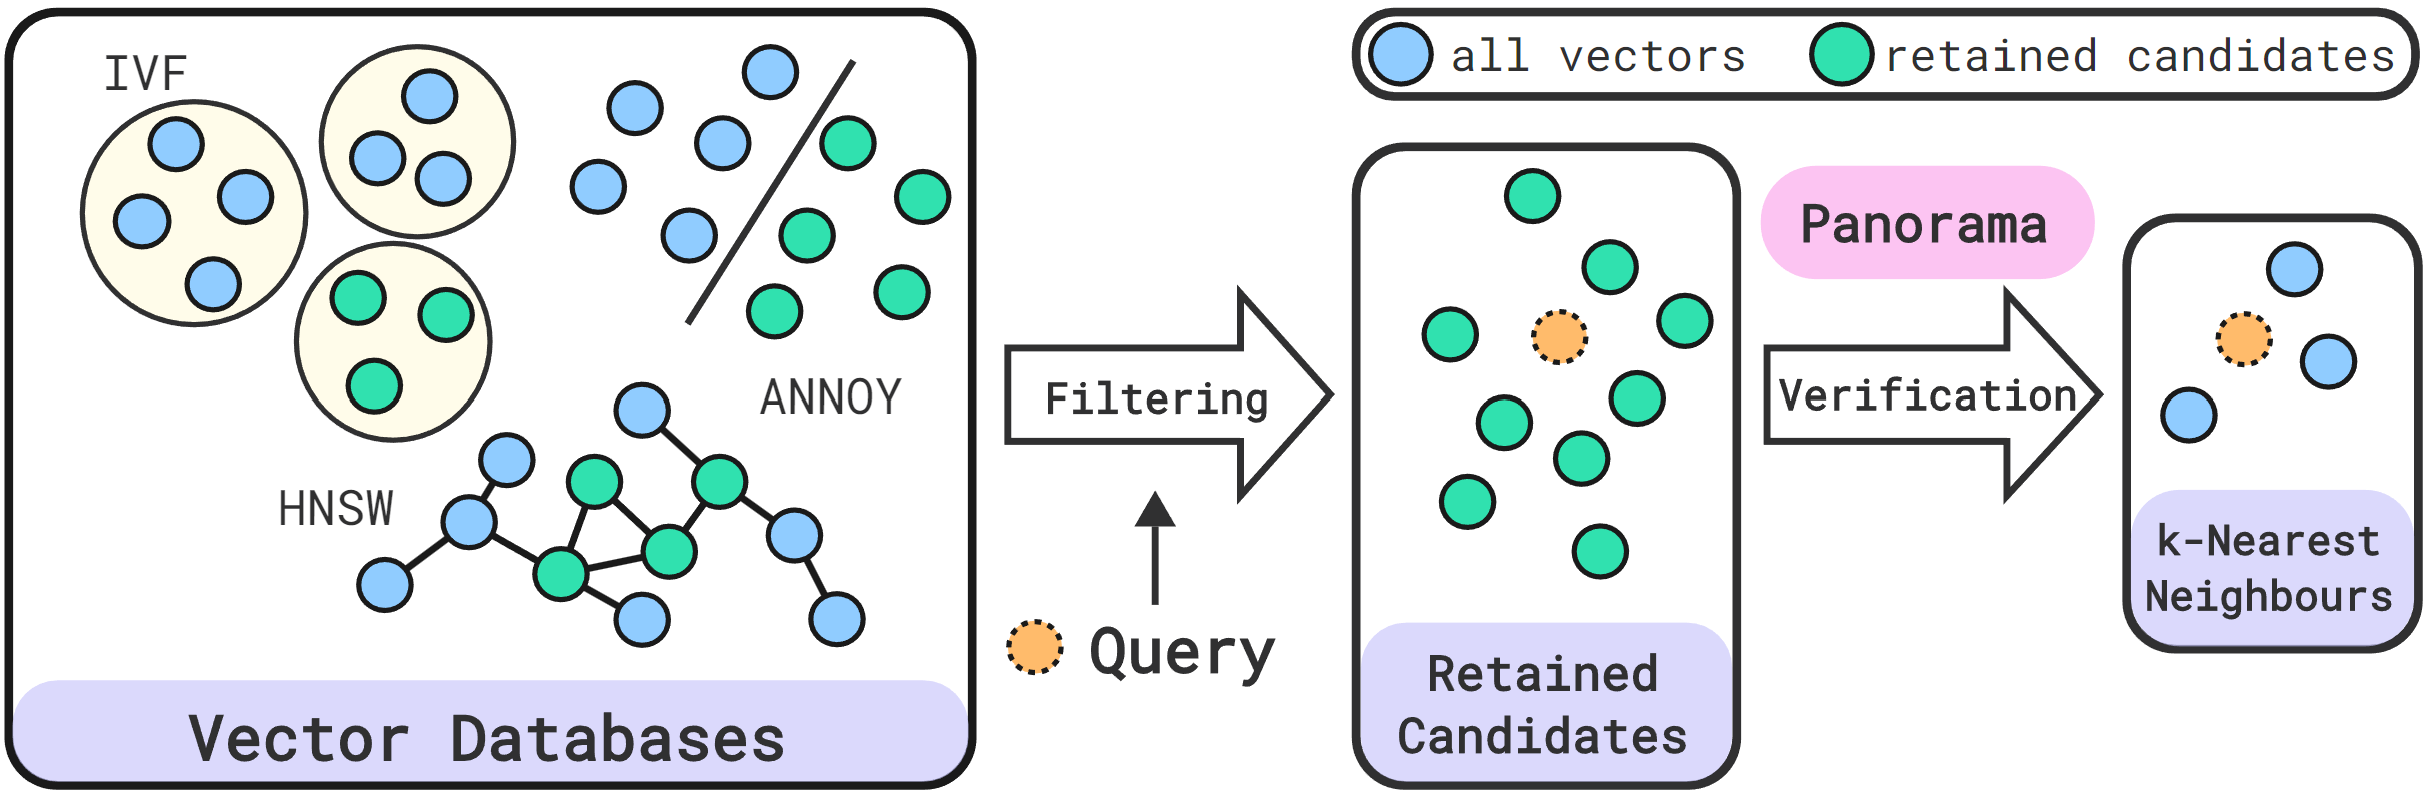 IVF
ANNOY
HNSW
Vector Databases
Filtering
Query
all vectors
retained candidates
Retained
Candidates
Panorama
Verification
k-Nearest
Neighbours